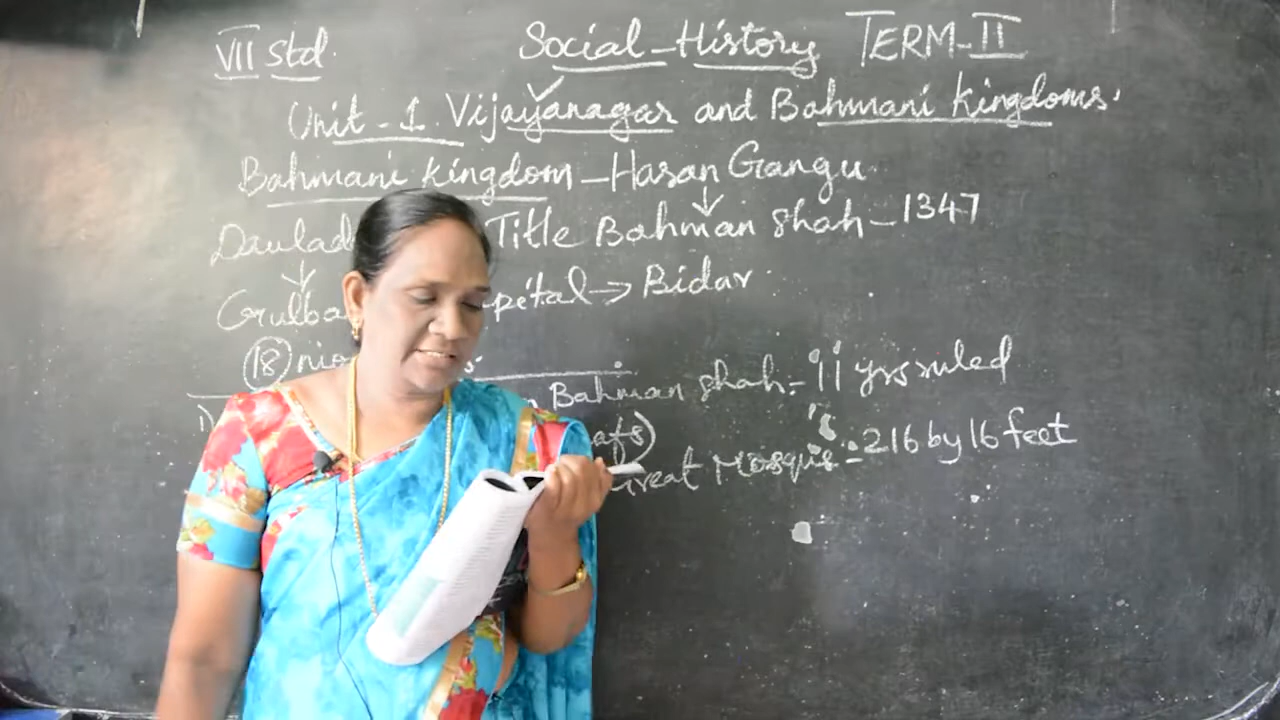 VII std. Social-History TERM-II
Unit-1. Vijayanagar and Bahmani kingdoms.
Bahmani kingdom - Hasan Gangu
Title Bahman shah - 1347
→ Bidar
18
Bahman shah - 11 yrs ruled
Great Mosque = 216 by 16 feet